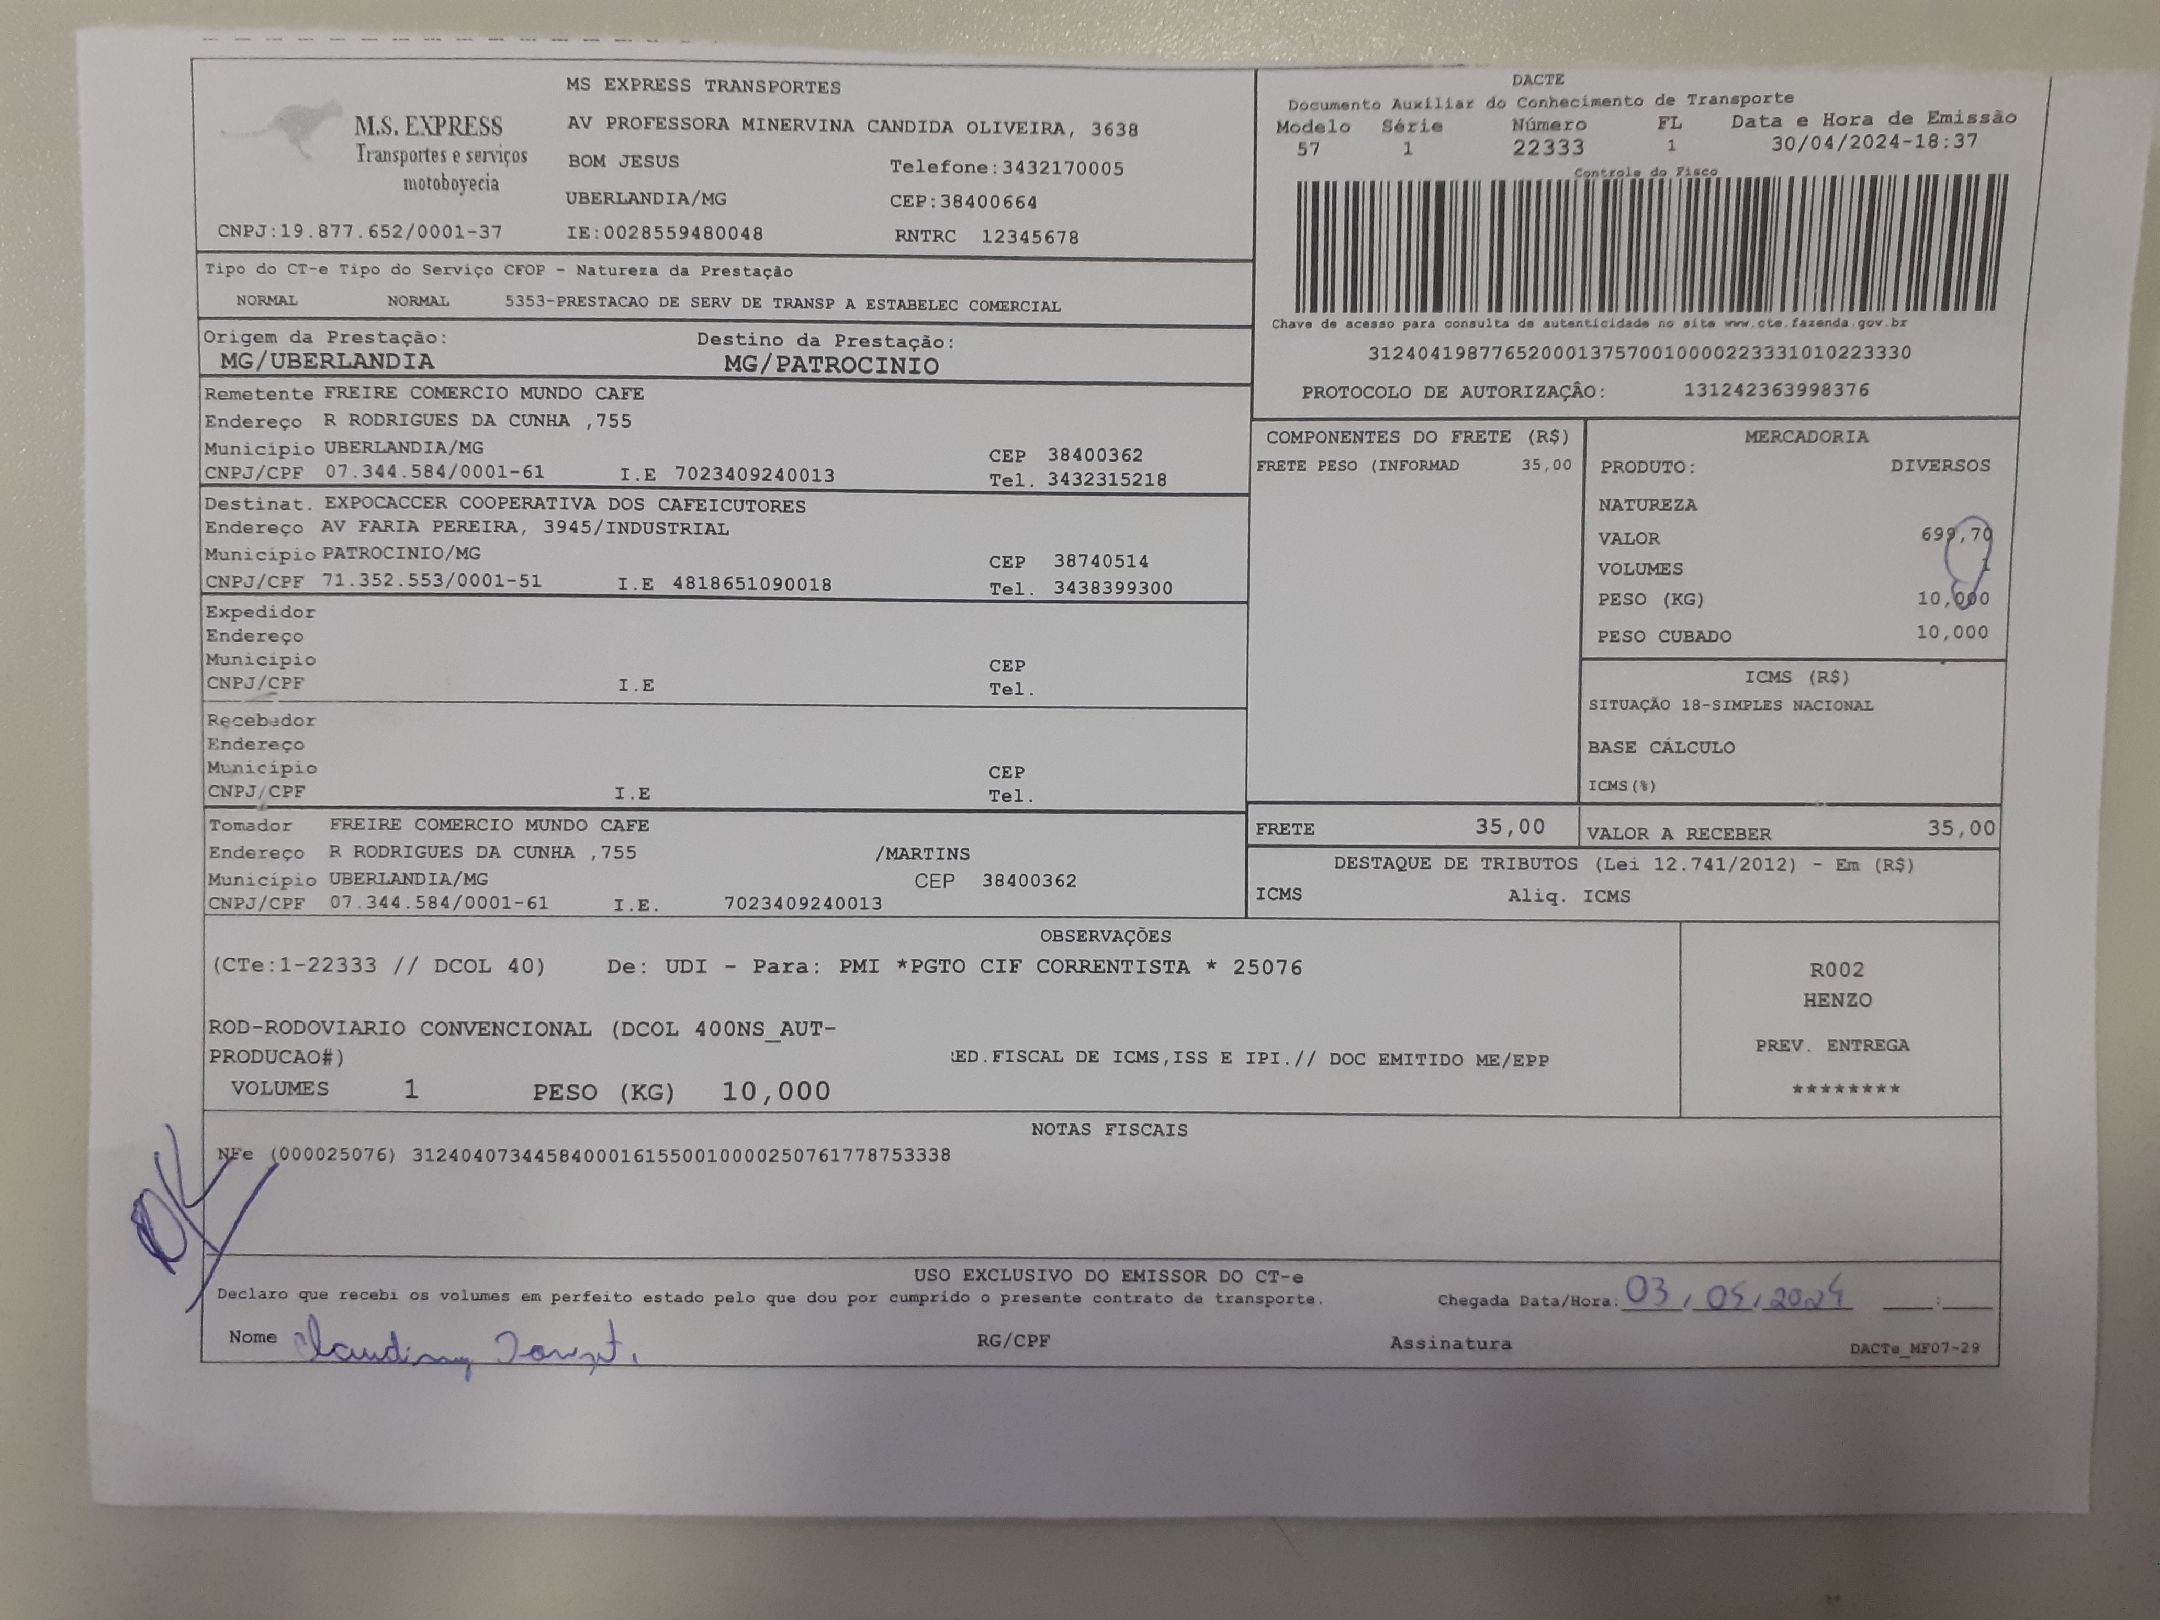 M.S. EXPRESS
Transportes e serviços
motoboyecia
CNPJ:19.877.652/0001-37
MS EXPRESS TRANSPORTES
AV PROFESSORA MINERVINA CANDIDA OLIVEIRA, 3638
BOM JESUS Telefone:3432170005
UBERLANDIA/MG CEP:38400664
IE:0028559480048 RNTRC 12345678
DACTE
Documento Auxiliar do Conhecimento de Transporte
Modelo Série Número FL Data e Hora de Emissão
57 1 22333 1 30/04/2024-18:37
Controle do Fisco
Chave de acesso para consulta de autenticidade no site www.cte.fazenda.gov.br
31240419877652000137570010000223331010223330
PROTOCOLO DE AUTORIZAÇÂO: 131242363998376
Tipo do CT-e Tipo do Serviço CFOP - Natureza da Prestação
NORMAL NORMAL 5353-PRESTACAO DE SERV DE TRANSP A ESTABELEC COMERCIAL
Origem da Prestação: Destino da Prestação:
MG/UBERLANDIA MG/PATROCINIO
Remetente FREIRE COMERCIO MUNDO CAFE
Endereço R RODRIGUES DA CUNHA ,755
Município UBERLANDIA/MG CEP 38400362
CNPJ/CPF 07.344.584/0001-61 I.E 7023409240013 Tel. 3432315218
Destinat. EXPOCACCER COOPERATIVA DOS CAFEICUTORES
Endereço AV FARIA PEREIRA, 3945/INDUSTRIAL
Município PATROCINIO/MG CEP 38740514
CNPJ/CPF 71.352.553/0001-51 I.E 4818651090018 Tel. 3438399300
Expedidor
Endereço
Município CEP
CNPJ/CPF I.E Tel.
Recebedor
Endereço
Município CEP
CNPJ/CPF I.E Tel.
Tomador FREIRE COMERCIO MUNDO CAFE
Endereço R RODRIGUES DA CUNHA ,755 /MARTINS
Município UBERLANDIA/MG CEP 38400362
CNPJ/CPF 07.344.584/0001-61 I.E. 7023409240013
COMPONENTES DO FRETE (R$)
FRETE PESO (INFORMAD 35,00
MERCADORIA
PRODUTO: DIVERSOS
NATUREZA
VALOR 699,70
VOLUMES 1
PESO (KG) 10,000
PESO CUBADO 10,000
ICMS (R$)
SITUAÇÃO 18-SIMPLES NACIONAL
BASE CÁLCULO
ICMS(%)
FRETE 35,00 VALOR A RECEBER 35,00
DESTAQUE DE TRIBUTOS (Lei 12.741/2012) - Em (R$)
ICMS Aliq. ICMS
OBSERVAÇÕES
(CTe:1-22333 // DCOL 40) De: UDI - Para: PMI *PGTO CIF CORRENTISTA * 25076
ROD-RODOVIARIO CONVENCIONAL (DCOL 400NS_AUT-
PRODUCAO#) ED.FISCAL DE ICMS,ISS E IPI.// DOC EMITIDO ME/EPP
VOLUMES 1 PESO (KG) 10,000
R002
HENZO
PREV. ENTREGA
********
NOTAS FISCAIS
NFe (000025076) 31240407344584000161550010000250761778753338
OK
USO EXCLUSIVO DO EMISSOR DO CT-e
Declaro que recebi os volumes em perfeito estado pelo que dou por cumprido o presente contrato de transporte. Chegada Data/Hora: 03/05/2024 __:__
Nome RG/CPF Assinatura DACTe_MF07-29